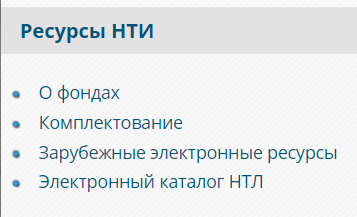 Ресурсы НТИ
О фондах
Комплектование
Зарубежные электронные ресурсы
Электронный каталог НТЛ